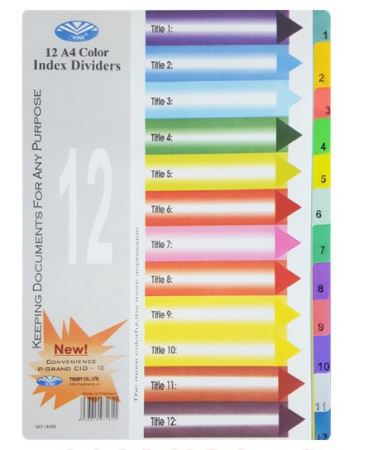 12 A4 Color
Index Dividers
KEEPING DOCUMENTS FOR ANY PURPOSE
12
The more colorful, the more impression
New!
CONVENIENCE
P-GRAND CID - 12
Title 1:
Title 2:
Title 3:
Title 4:
Title 5:
Title 6:
Title 7:
Title 8:
Title 9:
Title 10:
Title 11:
Title 12:
1
2
3
4
5
6
7
8
9
10
11
12